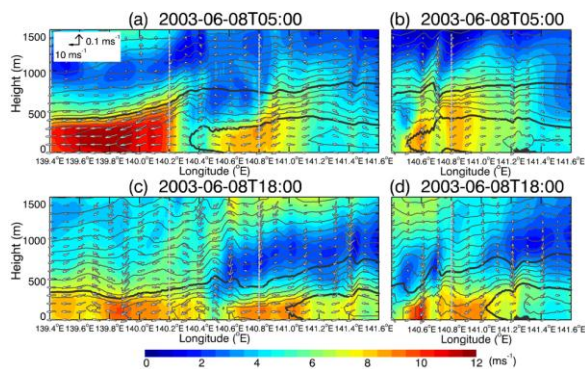 (a) 2003-06-08T05:00
(b) 2003-06-08T05:00
0.1 ms⁻¹
10 ms⁻¹
Height (m)
1500
1000
500
0
139.4°E 139.6°E 139.8°E 140.0°E 140.2°E 140.4°E 140.6°E 140.8°E 141.0°E 141.2°E 141.4°E 141.6°E
Longitude (°E)
140.6°E 140.8°E 141.0°E 141.2°E 141.4°E 141.6E
Longitude (°E)
(c) 2003-06-08T18:00
(d) 2003-06-08T18:00
Height (m)
1500
1000
500
0
139.4°E 139.6°E 139.8°E 140.0°E 140.2°E 140.4°E 140.6°E 140.8°E 141.0°E 141.2°E 141.4°E 141.6°E
Longitude (°E)
140.6°E 140.8°E 141.0°E 141.2°E 141.4°E 141.6E
Longitude (°E)
0 2 4 6 8 10 12 (ms⁻¹)